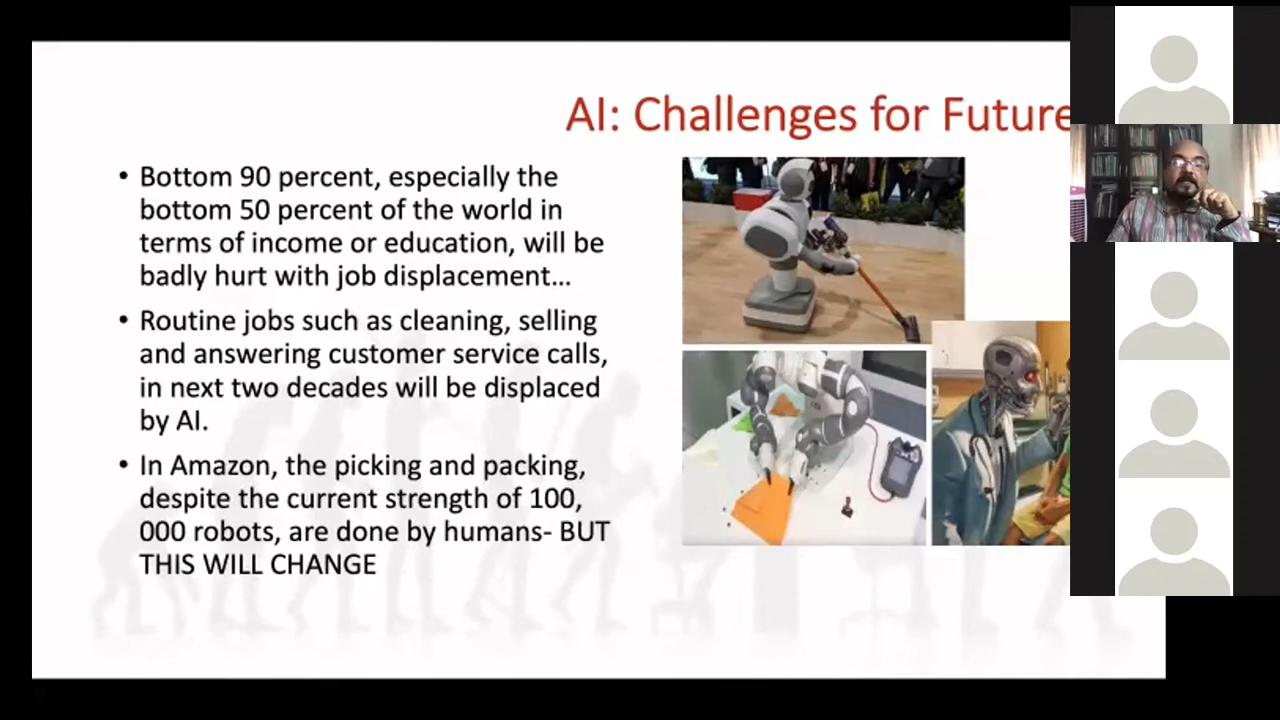 AI: Challenges for Future
• Bottom 90 percent, especially the
bottom 50 percent of the world in
terms of income or education, will be
badly hurt with job displacement...
• Routine jobs such as cleaning, selling
and answering customer service calls,
in next two decades will be displaced
by AI.
• In Amazon, the picking and packing,
despite the current strength of 100,
000 robots, are done by humans- BUT
THIS WILL CHANGE